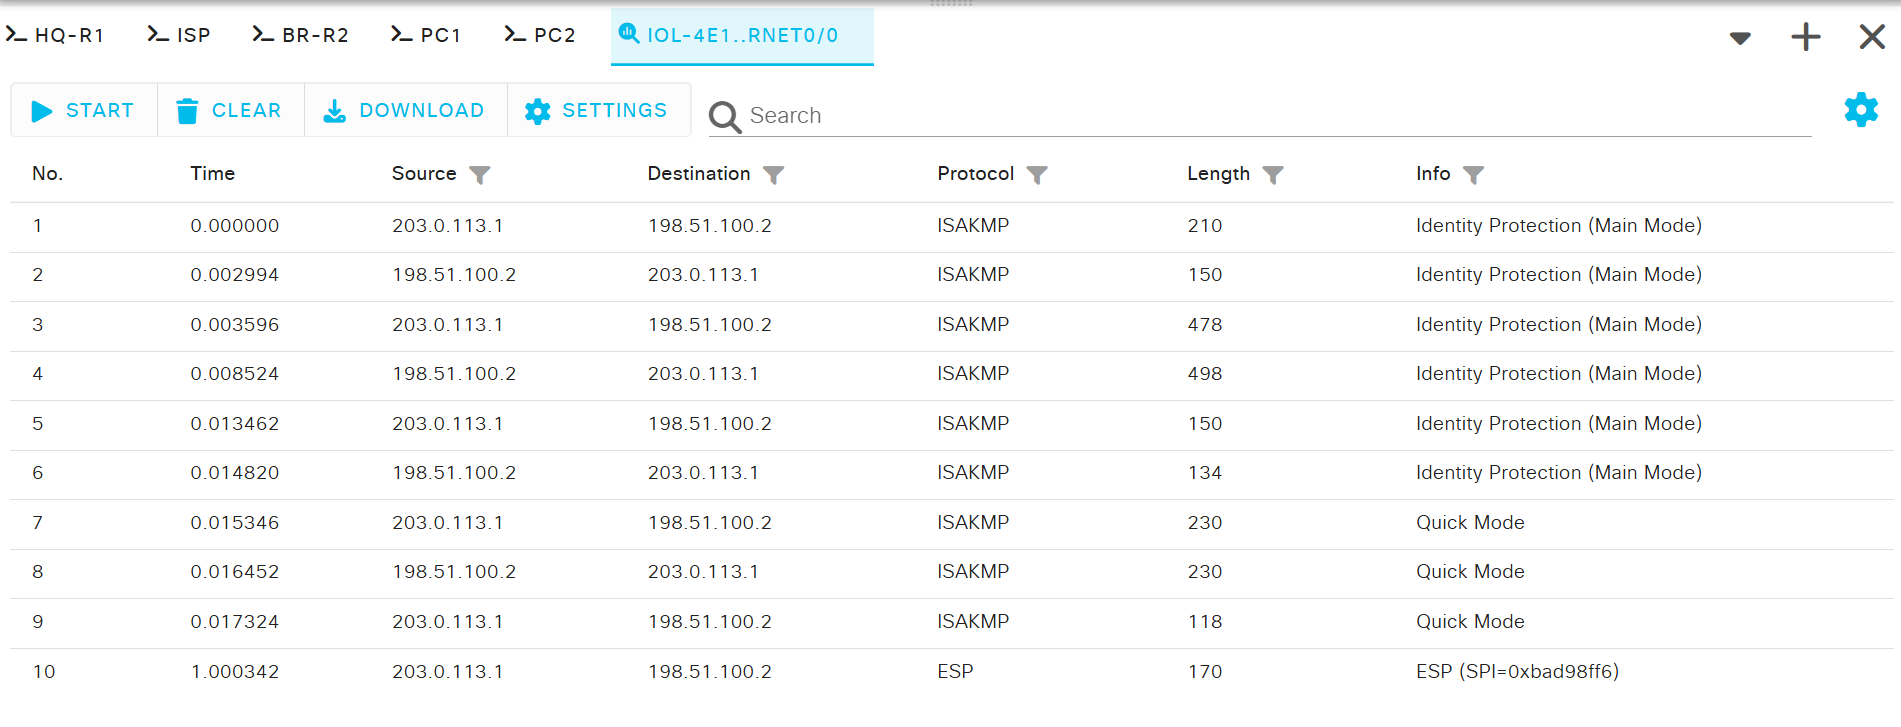 HQ-R1 ISP BR-R2 PC1 PC2 IOL-4E1..RNET0/0
START CLEAR DOWNLOAD SETTINGS Search
No. Time Source Destination Protocol Length Info
1 0.000000 203.0.113.1 198.51.100.2 ISAKMP 210 Identity Protection (Main Mode)
2 0.002994 198.51.100.2 203.0.113.1 ISAKMP 150 Identity Protection (Main Mode)
3 0.003596 203.0.113.1 198.51.100.2 ISAKMP 478 Identity Protection (Main Mode)
4 0.008524 198.51.100.2 203.0.113.1 ISAKMP 498 Identity Protection (Main Mode)
5 0.013462 203.0.113.1 198.51.100.2 ISAKMP 150 Identity Protection (Main Mode)
6 0.014820 198.51.100.2 203.0.113.1 ISAKMP 134 Identity Protection (Main Mode)
7 0.015346 203.0.113.1 198.51.100.2 ISAKMP 230 Quick Mode
8 0.016452 198.51.100.2 203.0.113.1 ISAKMP 230 Quick Mode
9 0.017324 203.0.113.1 198.51.100.2 ISAKMP 118 Quick Mode
10 1.000342 203.0.113.1 198.51.100.2 ESP 170 ESP (SPI=0xbad98ff6)